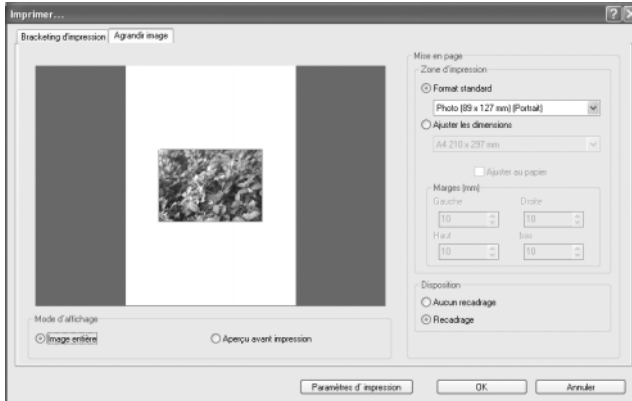 Imprimer...
Bracketing d'impression
Agrandir image
Mise en page
Zone d'impression
Format standard
Photo (89 x 127 mm) (Portrait)
Ajuster les dimensions
A4 210 x 297 mm
Ajuster au papier
Marges (mm)
Gauche Droite
10 10
Haut bas
10 10
Disposition
Aucun recadrage
Recadrage
Mode d'affichage
Image entière
Aperçu avant impression
Paramètres d' impression
OK
Annuler